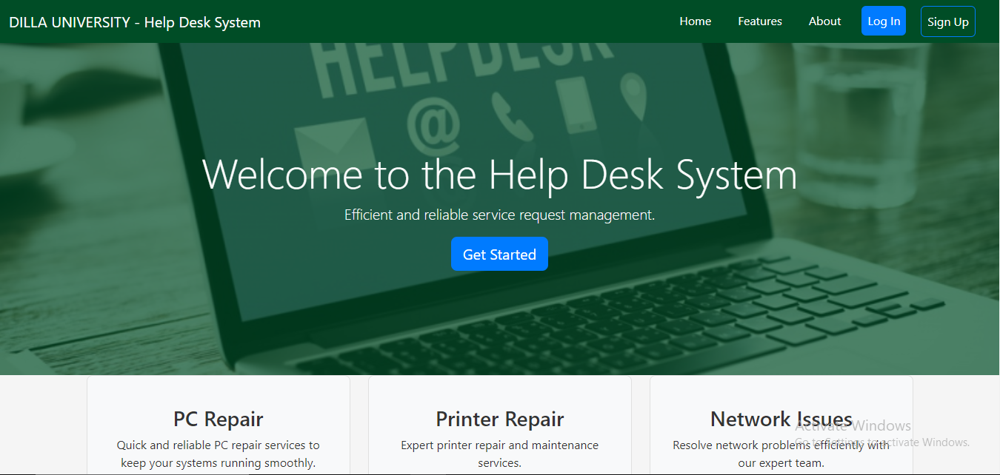 DILLA UNIVERSITY - Help Desk System
Home
Features
About
Log In
Sign Up
HELPDESK
@
Welcome to the Help Desk System
Efficient and reliable service request management.
Get Started
PC Repair
Quick and reliable PC repair services to
keep your systems running smoothly.
Printer Repair
Expert printer repair and maintenance
services.
Network Issues
Resolve network problems efficiently with
our expert team.
Activate Windows
Go to Settings to activate Windows.